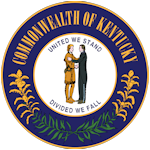 COMMONWEALTH OF KENTUCKY
UNITED WE STAND
DIVIDED WE FALL